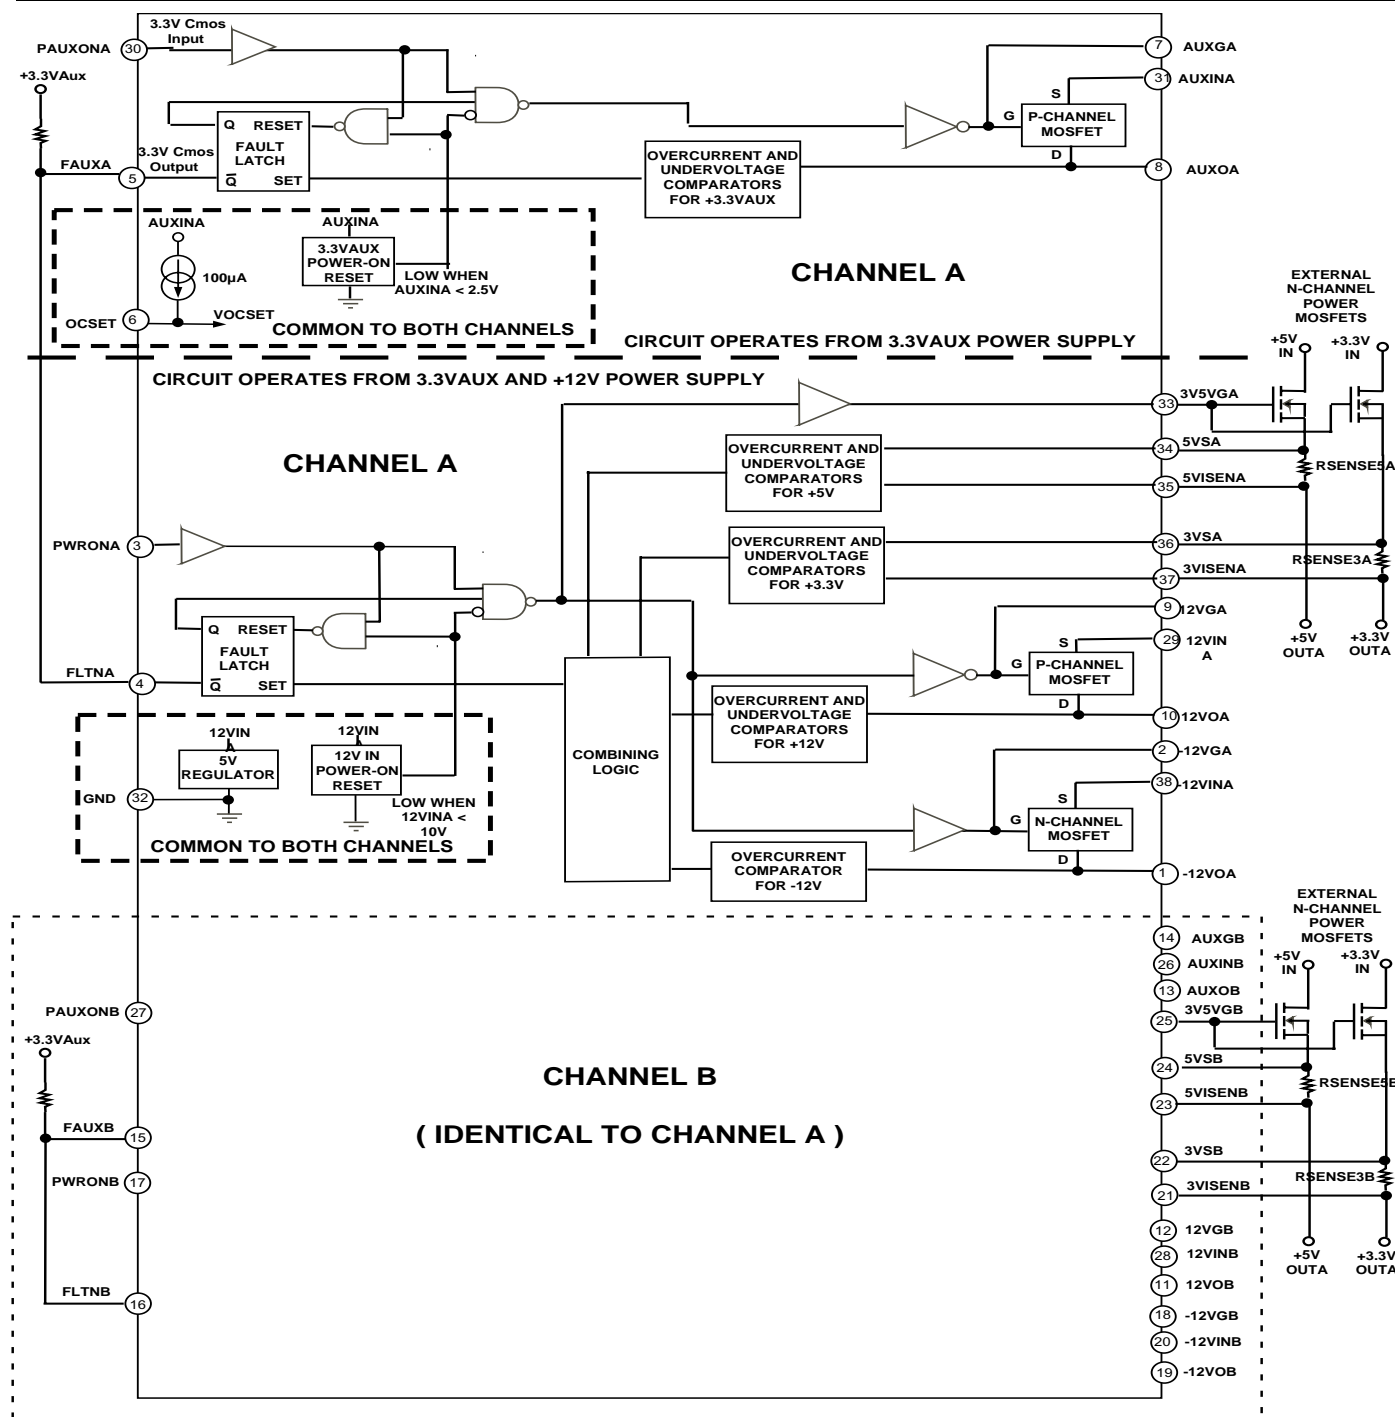 3.3V Cmos
Input
PAUXONA
30
+3.3VAux
7
AUXGA
31
AUXINA
S
G
P-CHANNEL
MOSFET
D
Q
RESET
FAULT
LATCH
Q
SET
3.3V Cmos
Output
FAUXA
5
OVERCURRENT AND
UNDERVOLTAGE
COMPARATORS
FOR +3.3VAUX
8
AUXOA
AUXINA
100µA
AUXINA
3.3VAUX
POWER-ON
RESET
LOW WHEN
AUXINA < 2.5V
OCSET
6
VOCSET
COMMON TO BOTH CHANNELS
CHANNEL A
CIRCUIT OPERATES FROM 3.3VAUX POWER SUPPLY
EXTERNAL
N-CHANNEL
POWER
MOSFETS
+5V
IN
+3.3V
IN
CIRCUIT OPERATES FROM 3.3VAUX AND +12V POWER SUPPLY
33
3V5VGA
CHANNEL A
OVERCURRENT AND
UNDERVOLTAGE
COMPARATORS
FOR +5V
34
5VSA
RSENSE5A
35
5VISENA
PWRONA
3
OVERCURRENT AND
UNDERVOLTAGE
COMPARATORS
FOR +3.3V
36
3VSA
RSENSE3A
37
3VISENA
9
12VGA
29
12VIN
A
+5V
OUTA
+3.3V
OUTA
Q
RESET
FAULT
LATCH
Q
SET
FLTNA
4
S
G
P-CHANNEL
MOSFET
D
OVERCURRENT AND
UNDERVOLTAGE
COMPARATORS
FOR +12V
10
12VOA
COMBINING
LOGIC
12VIN
A
5V
REGULATOR
12VIN
A
12V IN
POWER-ON
RESET
GND
32
LOW WHEN
12VINA <
10V
COMMON TO BOTH CHANNELS
2
-12VGA
38
-12VINA
S
G
N-CHANNEL
MOSFET
D
OVERCURRENT
COMPARATOR
FOR -12V
1
-12VOA
EXTERNAL
N-CHANNEL
POWER
MOSFETS
+5V
IN
+3.3V
IN
14
AUXGB
26
AUXINB
13
AUXOB
25
3V5VGB
PAUXONB
27
+3.3VAux
24
5VSB
RSENSE5B
23
5VISENB
CHANNEL B
( IDENTICAL TO CHANNEL A )
FAUXB
15
PWRONB
17
22
3VSB
RSENSE3B
21
3VISENB
12
12VGB
28
12VINB
+5V
OUTA
+3.3V
OUTA
11
12VOB
FLTNB
16
18
-12VGB
20
-12VINB
19
-12VOB